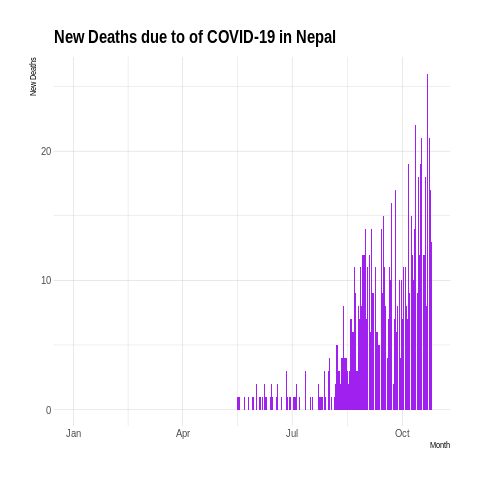 New Deaths due to of COVID-19 in Nepal
New Deaths
20
10
0
Jan Apr Jul Oct
Month